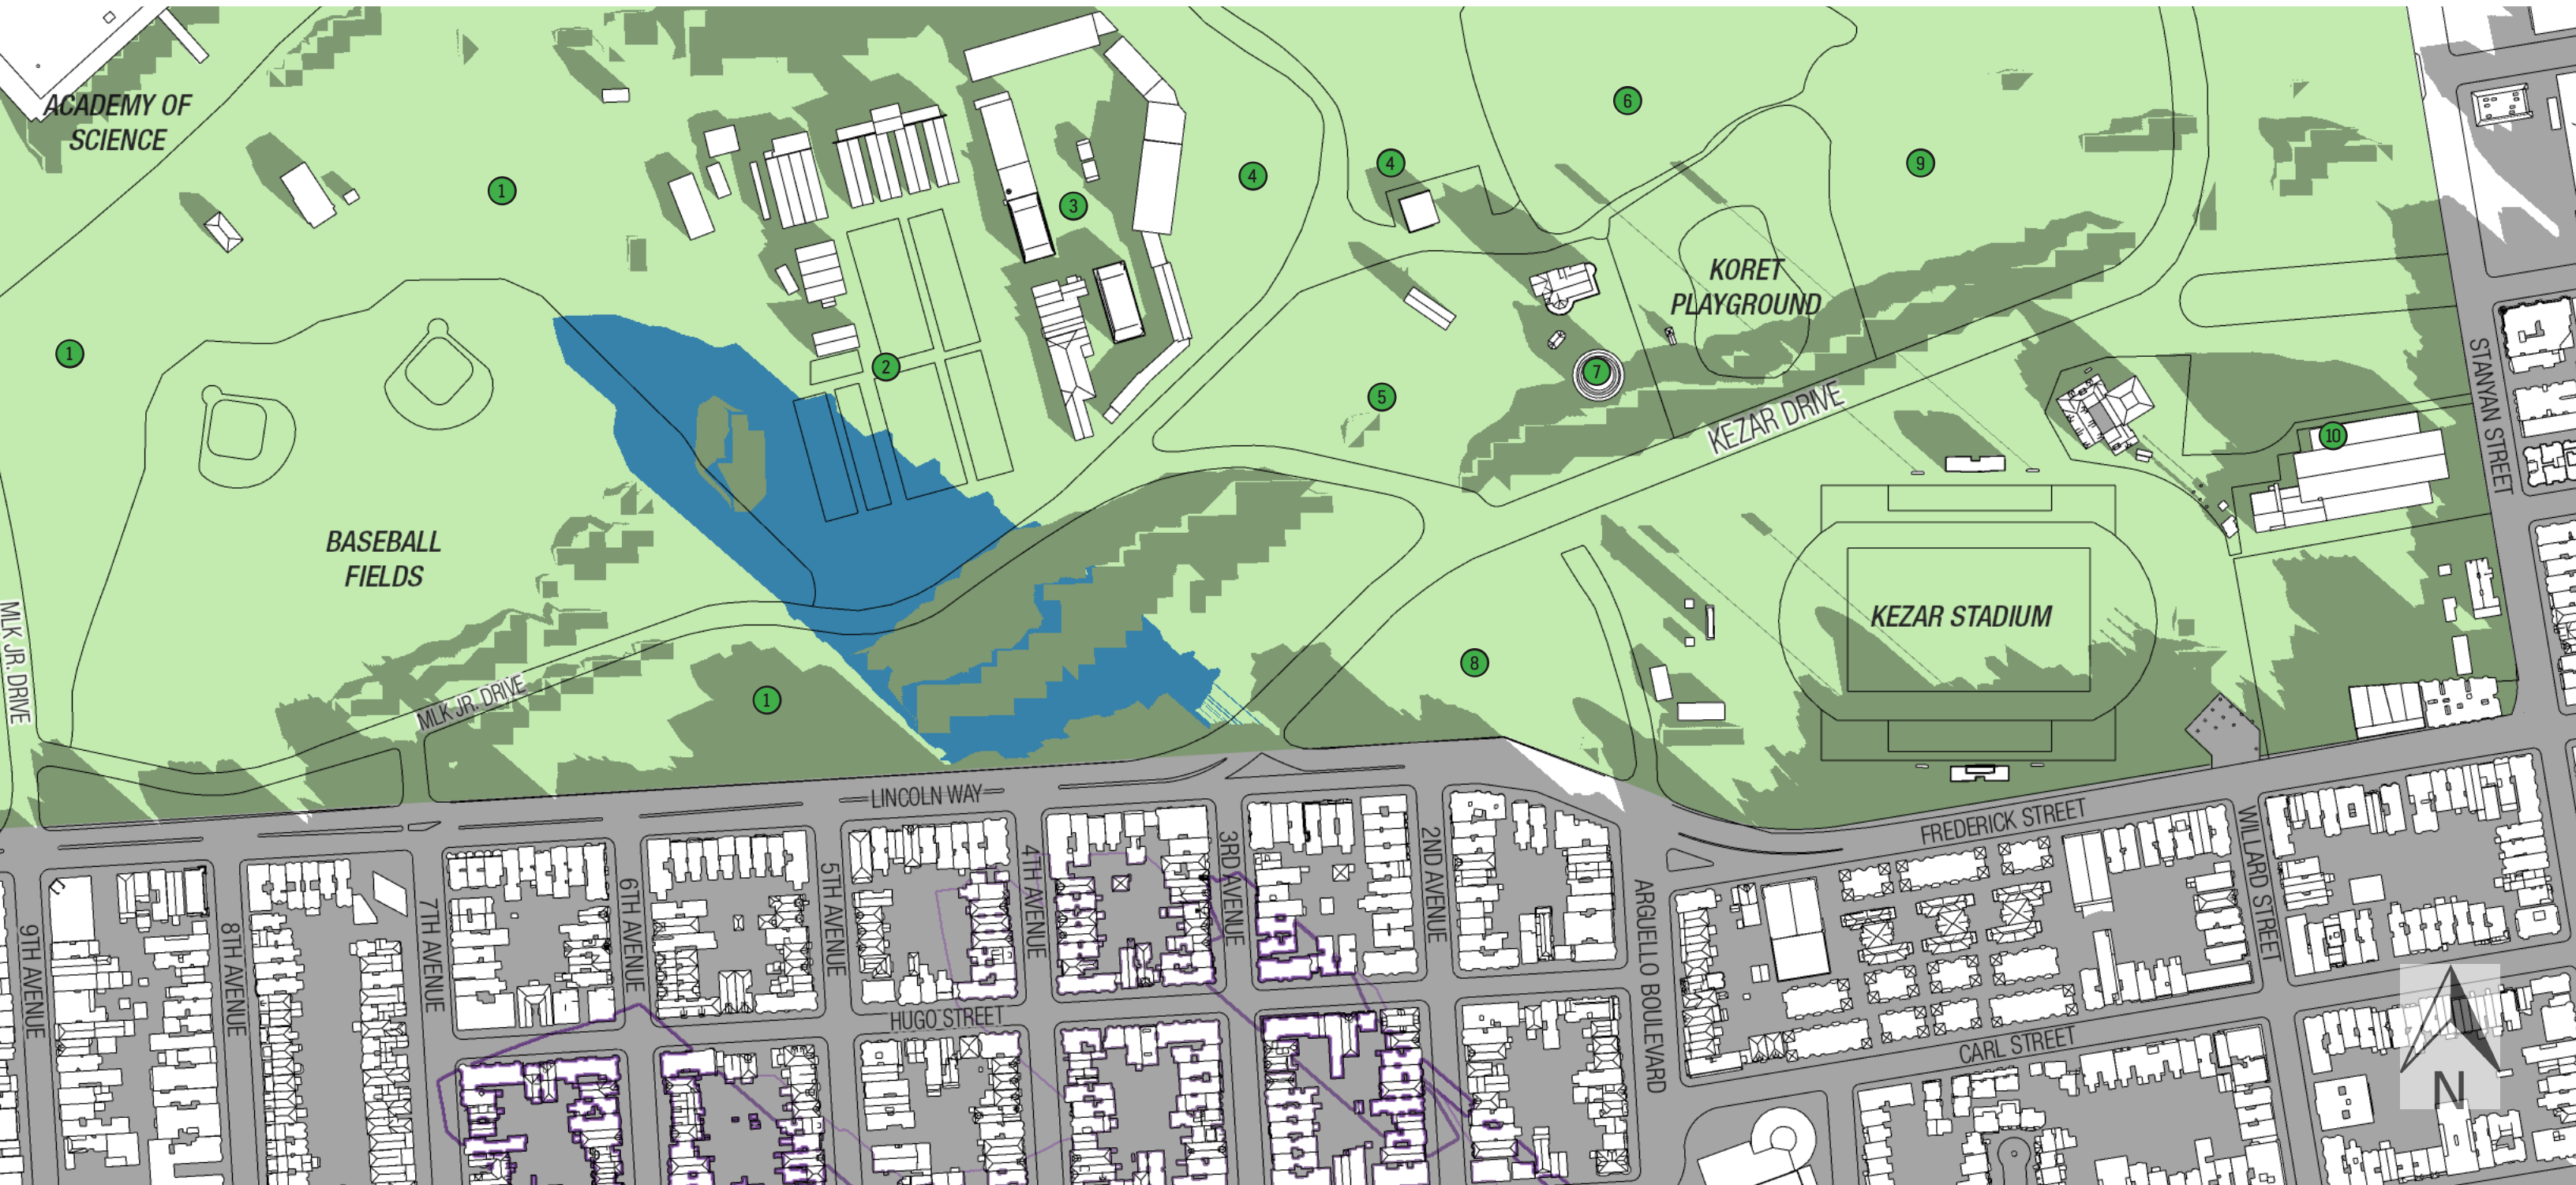 ACADEMY OF
SCIENCE
6
1
4
4
9
3
KORET
PLAYGROUND
1
2
5
7
KEZAR DRIVE
STANYAN STREET
10
BASEBALL
FIELDS
KEZAR STADIUM
MLK JR. DRIVE
MLK JR. DRIVE
1
8
LINCOLN WAY
FREDERICK STREET
9TH AVENUE
8TH AVENUE
7TH AVENUE
6TH AVENUE
5TH AVENUE
4TH AVENUE
3RD AVENUE
2ND AVENUE
ARGUELLO BOULEVARD
WILLARD STREET
HUGO STREET
CARL STREET
N